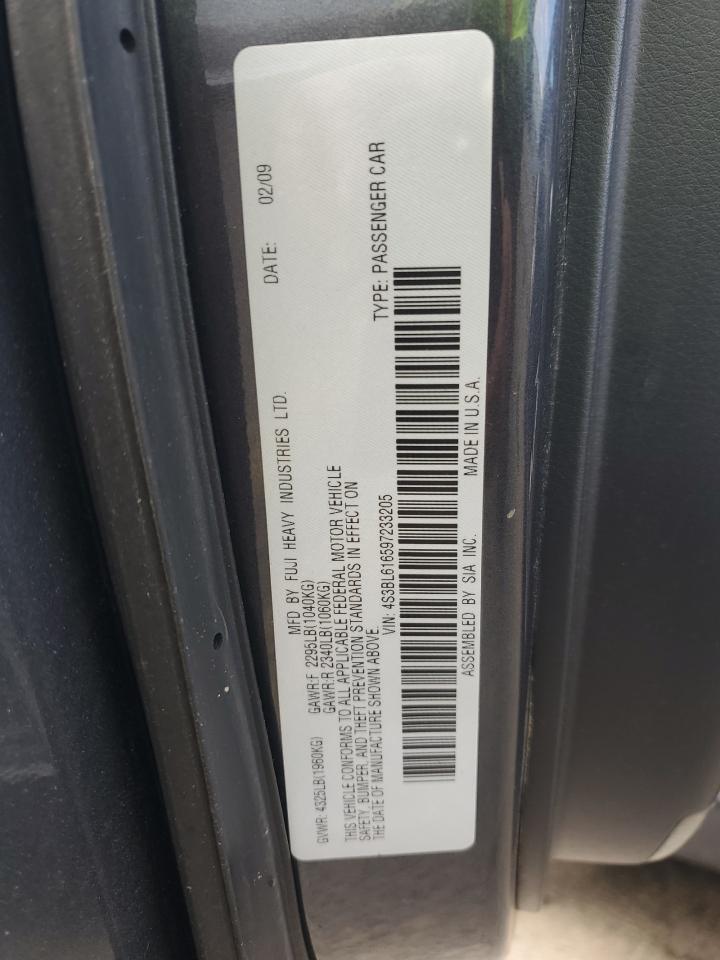 MFD BY FUJI HEAVY INDUSTRIES LTD. DATE: 02/09
GVWR: 4325LB(1960KG) GAWR:F 2295LB(1040KG)
GAWR:R 2340LB(1060KG)
THIS VEHICLE CONFORMS TO ALL APPLICABLE FEDERAL MOTOR VEHICLE
SAFETY, BUMPER, AND THEFT PREVENTION STANDARDS IN EFFECT ON
THE DATE OF MANUFACTURE SHOWN ABOVE.
VIN: 4S3BL616597233205 TYPE: PASSENGER CAR
ASSEMBLED BY SIA INC. MADE IN U.S.A.